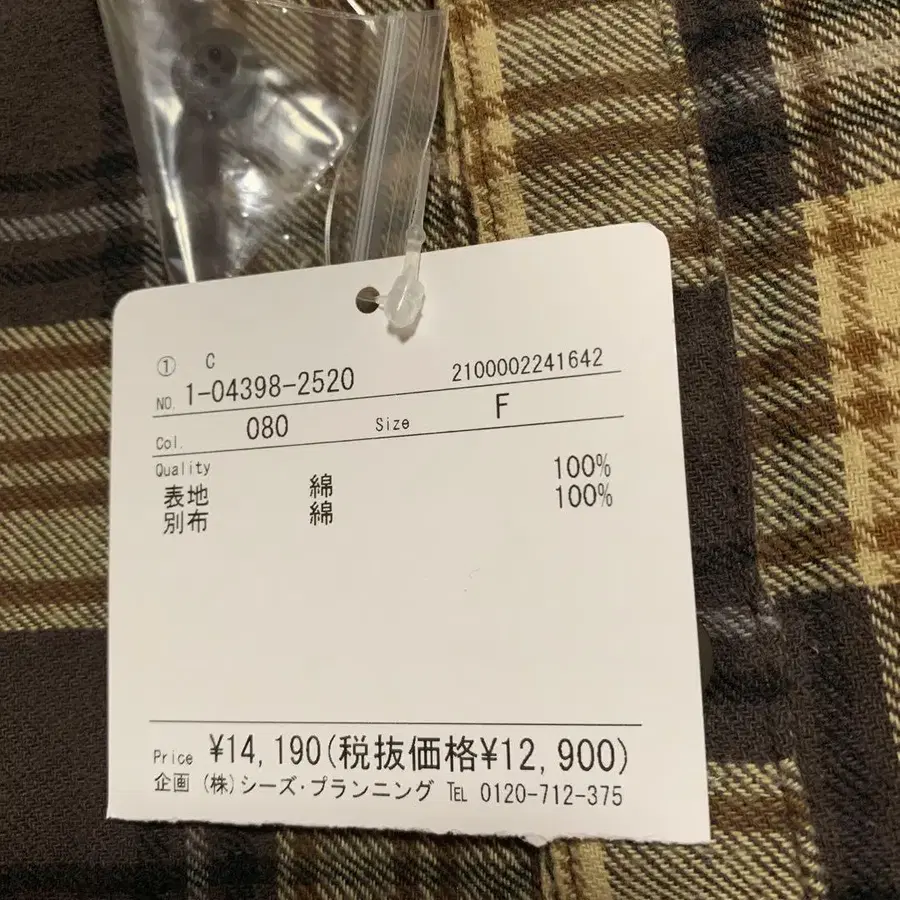 ① C
NO. 1-04398-2520 2100002241642
Col. 080 Size F
Quality
表地 綿 100%
別布 綿 100%
Price ¥14,190(税抜価格¥12,900)
企画 (株)シーズ・プランニング TEL 0120-712-375